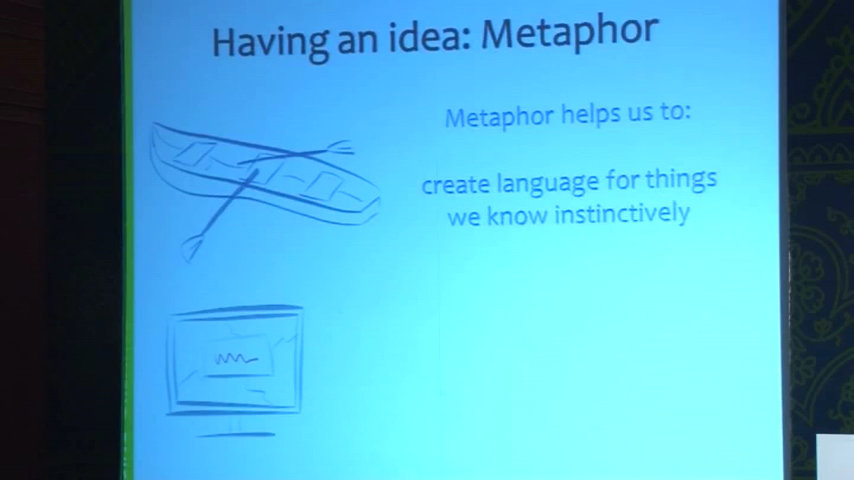 Having an idea: Metaphor
Metaphor helps us to:
create language for things
we know instinctively